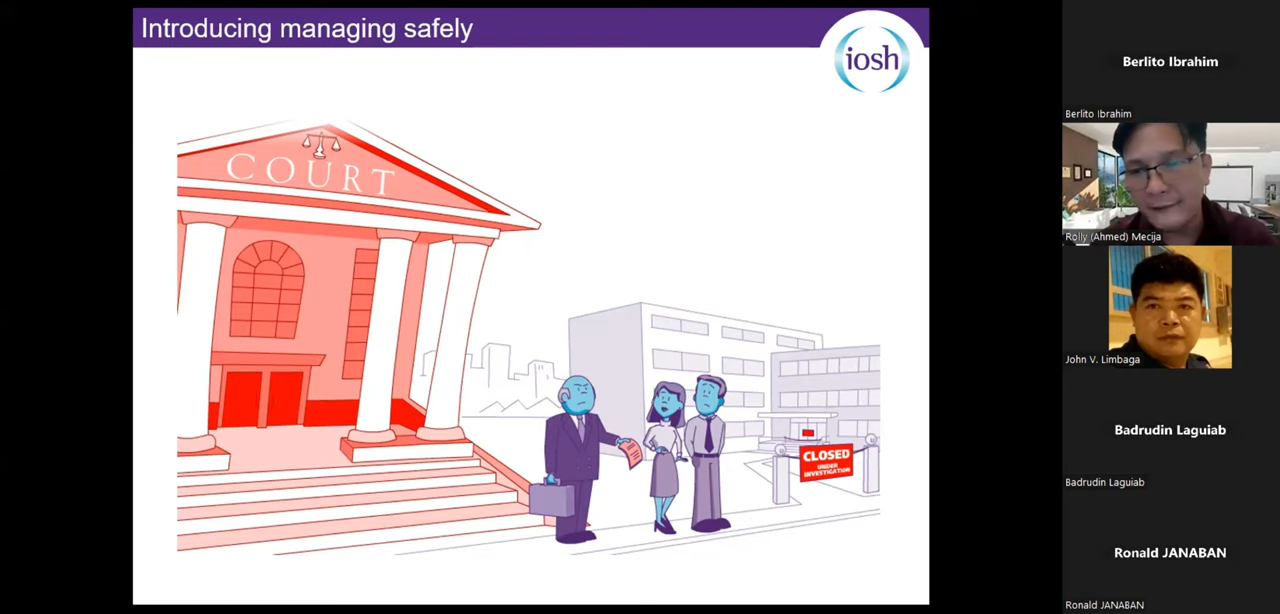 Introducing managing safely
iosh
COURT
CLOSED
UNDER
INVESTIGATION
Berlito Ibrahim
Berlito Ibrahim
Rolly (Ahmed) Mecija
John V. Limbaga
Badrudin Laguiab
Badrudin Laguiab
Ronald JANABAN
Ronald JANABAN